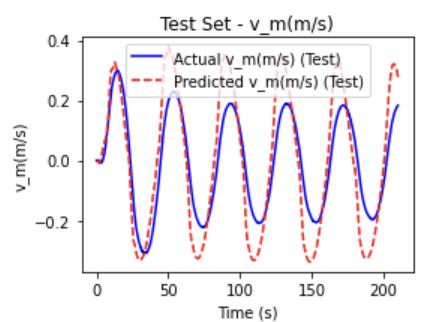 Test Set - v_m(m/s)
Actual v_m(m/s) (Test)
Predicted v_m(m/s) (Test)
v_m(m/s)
0.4
0.2
0.0
−0.2
0
50
100
150
200
Time (s)